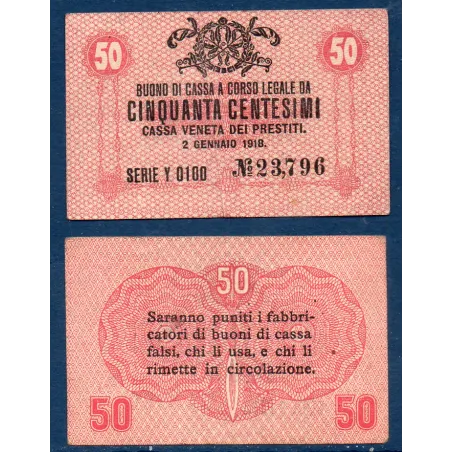 50 50
BUONO DI CASSA A CORSO LEGALE DA
CINQUANTA CENTESIMI
CASSA VENETA DEI PRESTITI.
2 GENNAIO 1918.
SERIE Y 0100 № 23,796
50
Saranno puniti i fabbri-
catori di buoni di cassa
falsi, chi li usa, e chi li
rimette in circolazione.
50 50